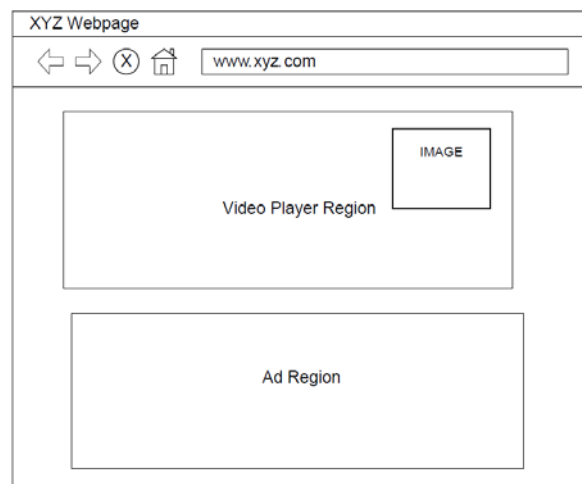 XYZ Webpage
X
www.xyz.com
IMAGE
Video Player Region
Ad Region